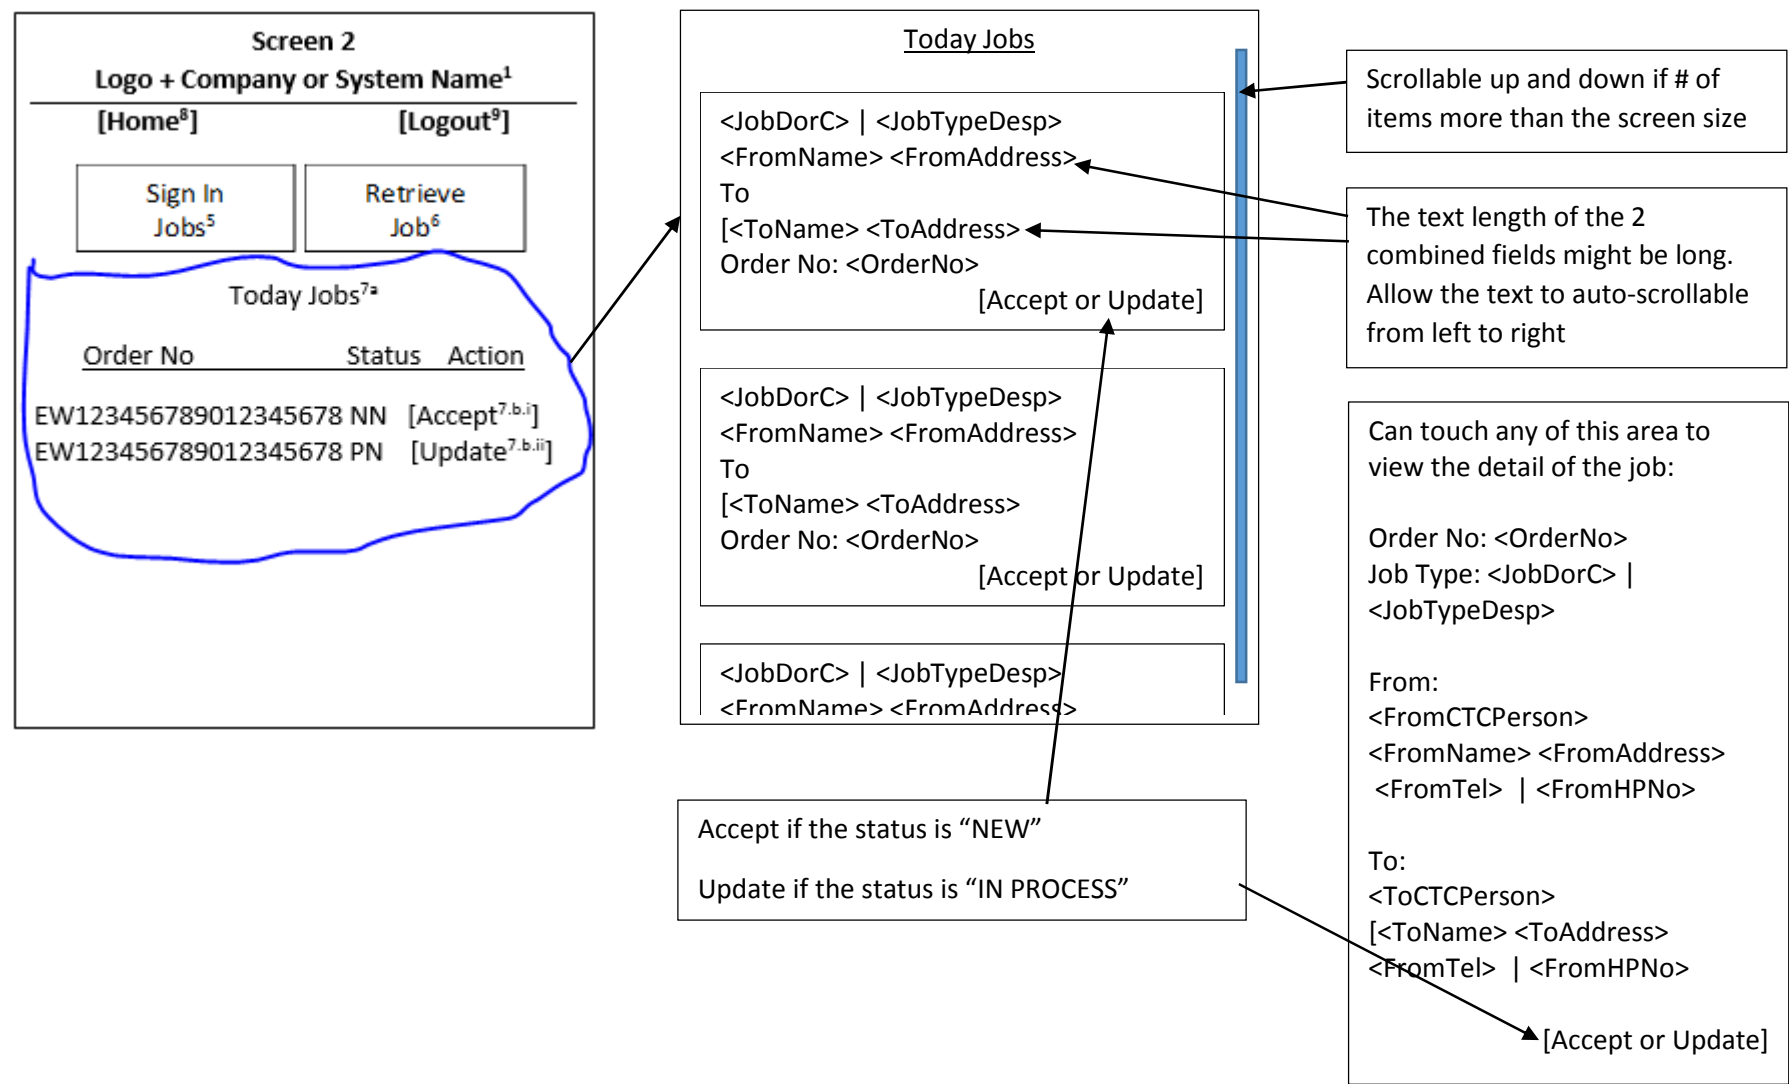 Screen 2
Logo + Company or System Name¹
[Home⁸] [Logout⁹]
Sign In
Jobs⁵
Retrieve
Job⁶
Today Jobs⁷ᵃ
Order No Status Action
EW123456789012345678 NN [Accept⁷·ᵇ·ⁱ]
EW123456789012345678 PN [Update⁷·ᵇ·ⁱⁱ]
Today Jobs
<JobDorC> | <JobTypeDesp>
<FromName> <FromAddress>
To
[<ToName> <ToAddress>
Order No: <OrderNo>
[Accept or Update]
<JobDorC> | <JobTypeDesp>
<FromName> <FromAddress>
To
[<ToName> <ToAddress>
Order No: <OrderNo>
[Accept or Update]
<JobDorC> | <JobTypeDesp>
<FromName> <FromAddress>
Accept if the status is “NEW”
Update if the status is “IN PROCESS”
Scrollable up and down if # of
items more than the screen size
The text length of the 2
combined fields might be long.
Allow the text to auto-scrollable
from left to right
Can touch any of this area to
view the detail of the job:
Order No: <OrderNo>
Job Type: <JobDorC> |
<JobTypeDesp>
From:
<FromCTCPerson>
<FromName> <FromAddress>
<FromTel> | <FromHPNo>
To:
<ToCTCPerson>
[<ToName> <ToAddress>
<FromTel> | <FromHPNo>
[Accept or Update]